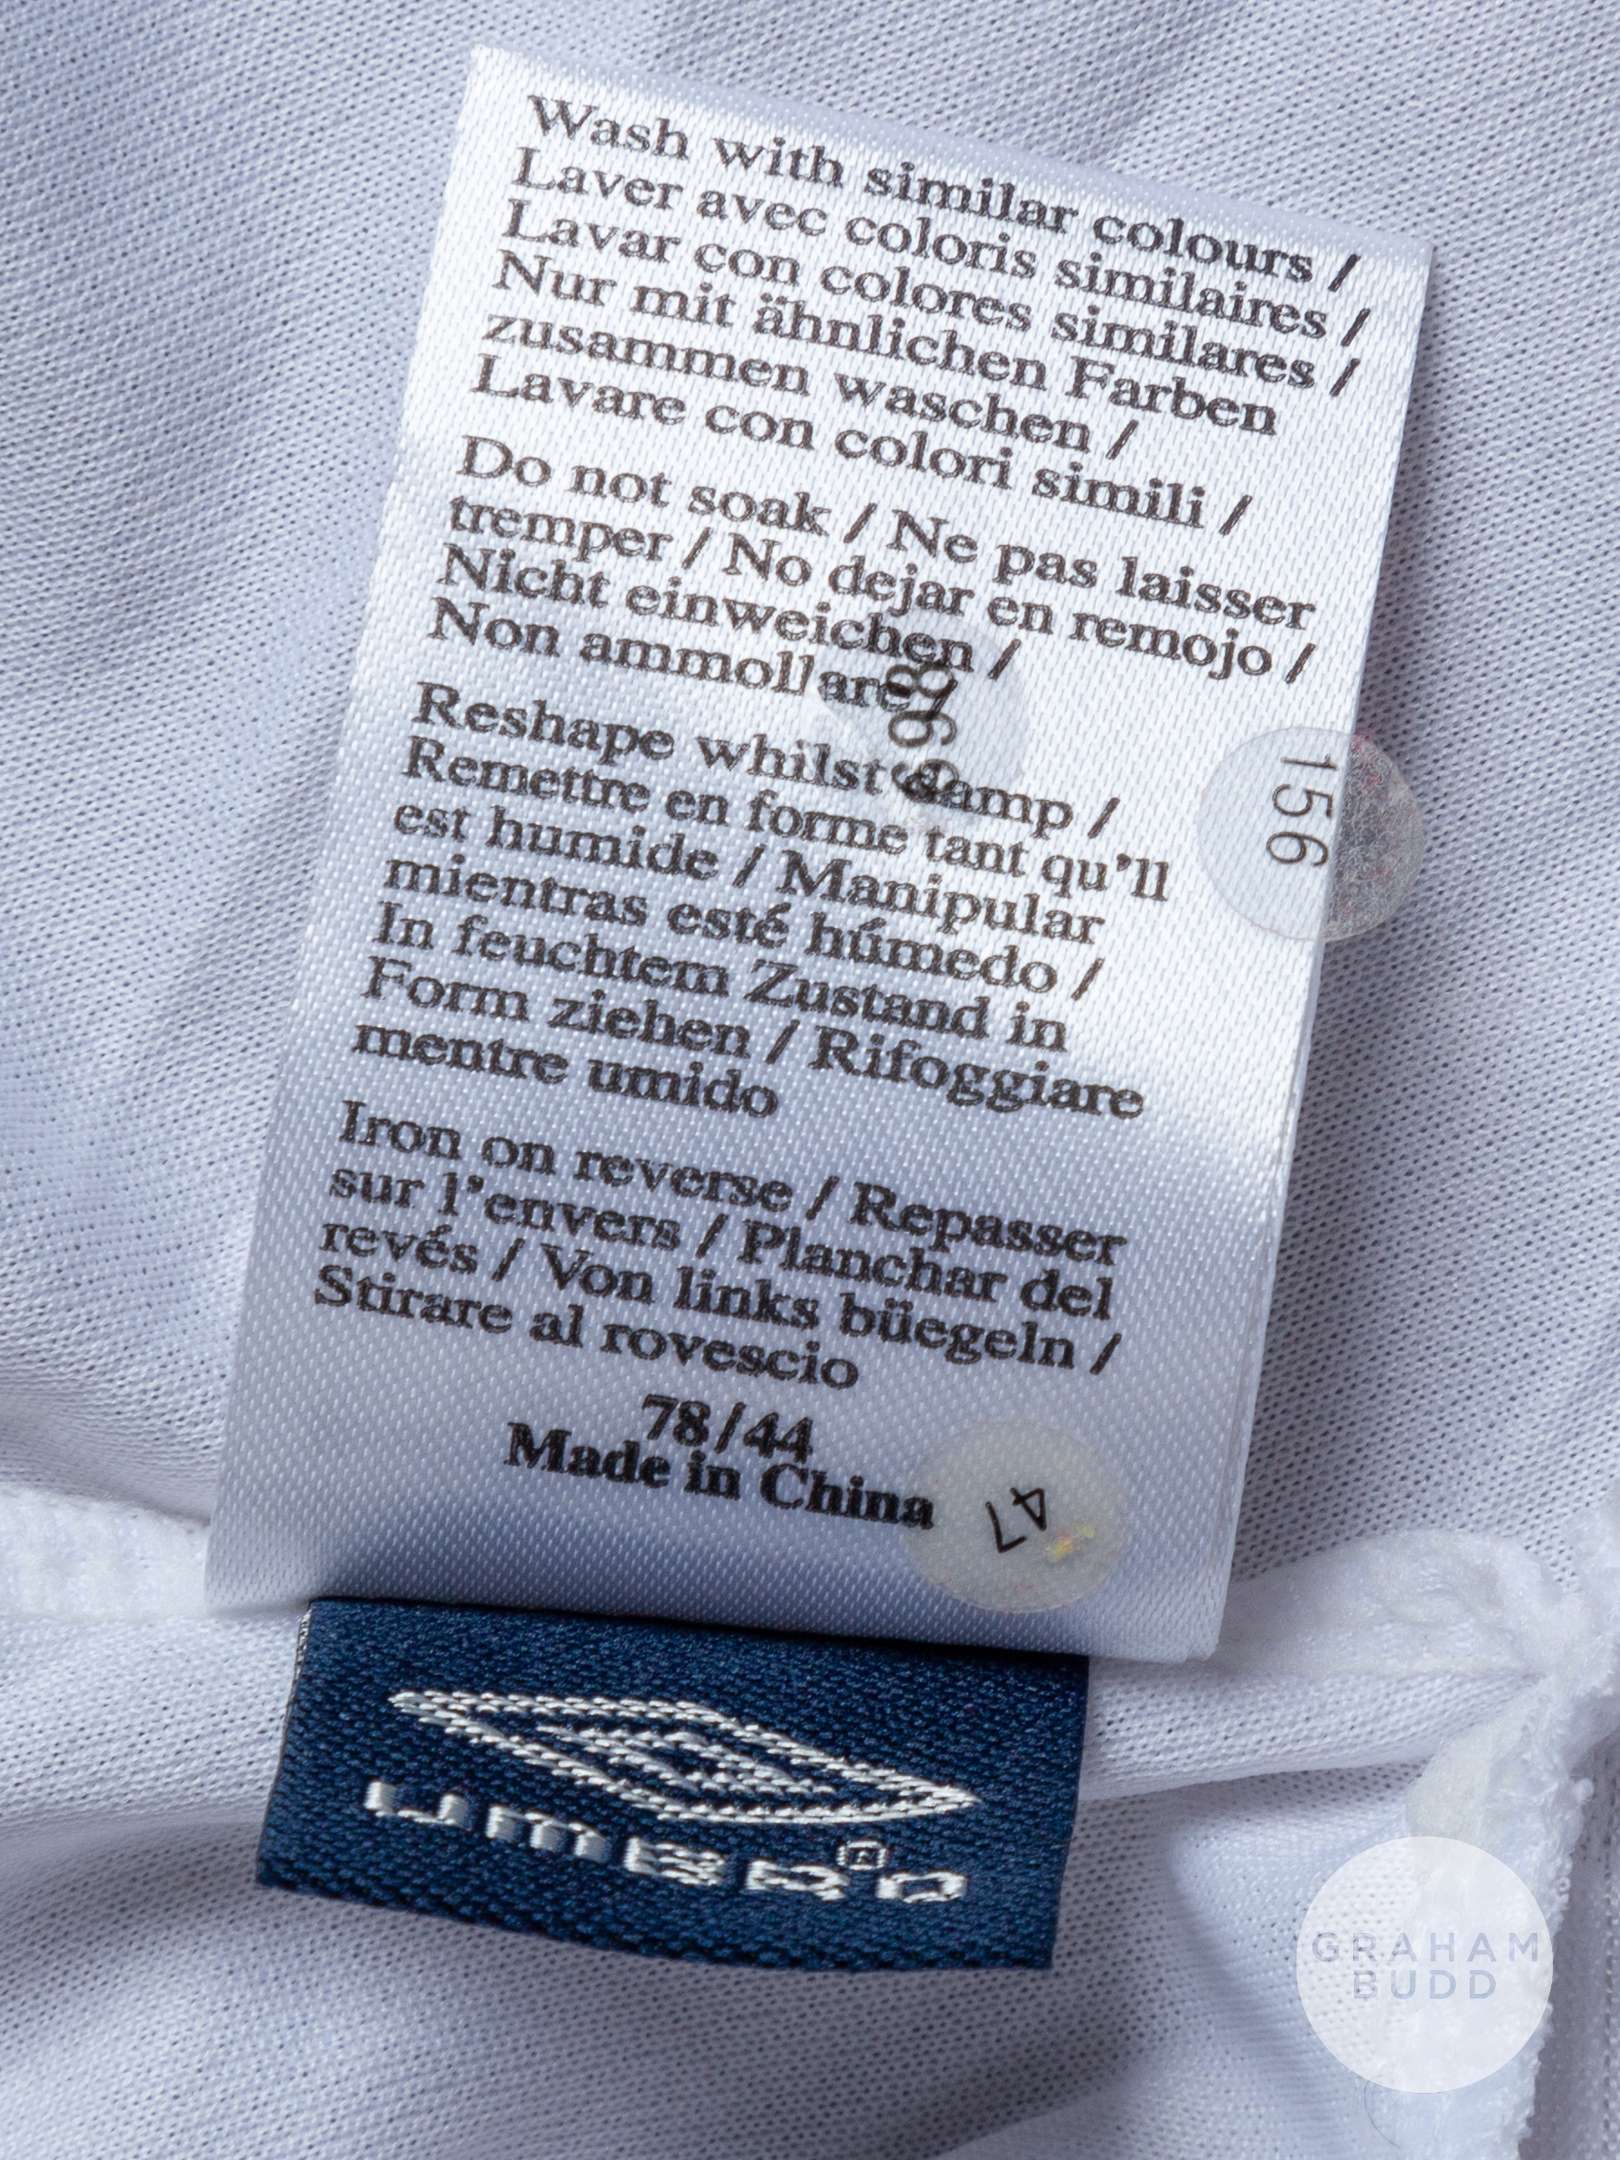 Wash with similar colours /
Laver avec coloris similaires /
Lavar con colores similares /
Nur mit ähnlichen Farben
zusammen waschen /
Lavare con colori simili /
Do not soak / Ne pas laisser
tremper / No dejar en remojo /
Nicht einweichen /
Non ammollare /
Reshape whilst damp /
Remettre en forme tant qu'll
est humide / Manipular
mientras esté húmedo /
In feuchtem Zustand in
Form ziehen / Rifoggiare
mentre umido
Iron on reverse / Repasser
sur l'envers / Planchar del
revés / Von links büegeln /
Stirare al rovescio
78/44
Made in China
156
47
UMBRO®
GRAHAM
BUDD